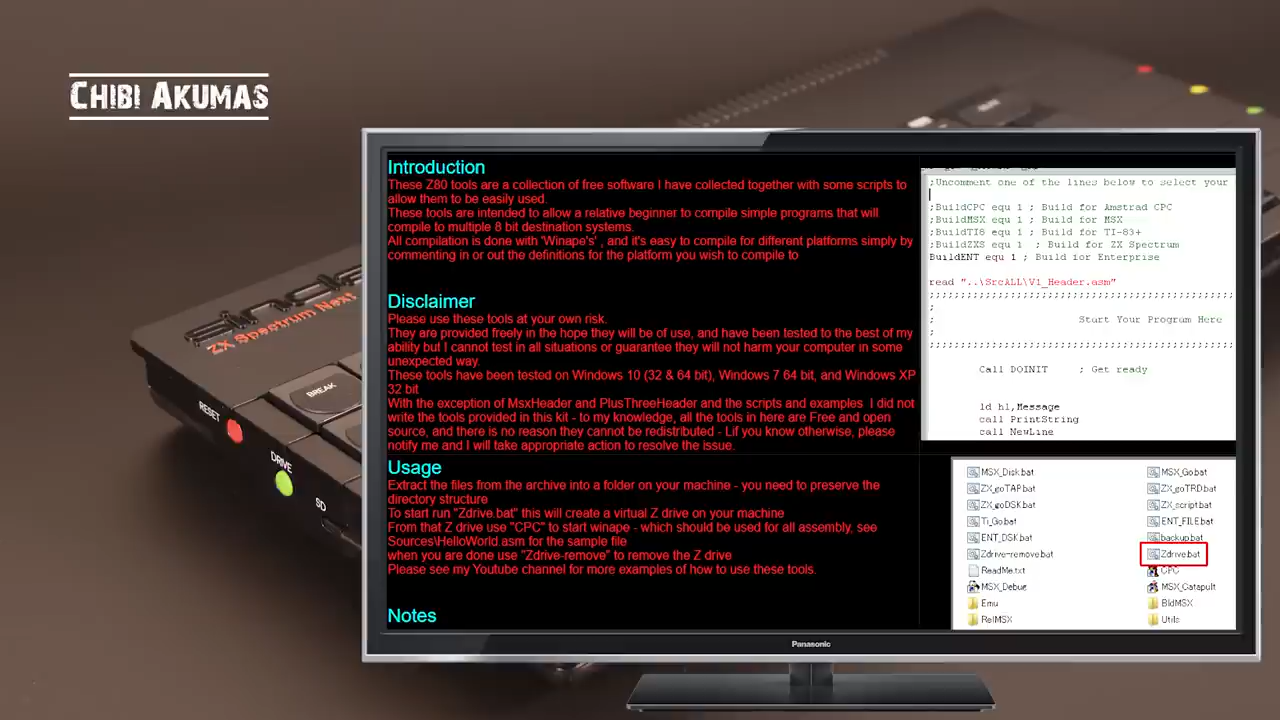 CHIBI AKUMAS
Introduction
These Z80 tools are a collection of free software I have collected together with some scripts to
allow them to be easily used.
These tools are intended to allow a relative beginner to compile simple programs that will
compile to multiple 8 bit destination systems.
All compilation is done with 'Winape's' , and it's easy to compile for different platforms simply by
commenting in or out the definitions for the platform you wish to compile to
Disclaimer
Please use these tools at your own risk.
They are provided freely in the hope they will be of use, and have been tested to the best of my
ability but I cannot test in all situations or guarantee they will not harm your computer in some
unexpected way.
These tools have been tested on Windows 10 (32 & 64 bit), Windows 7 64 bit, and Windows XP
32 bit
With the exception of MsxHeader and PlusThreeHeader and the scripts and examples I did not
write the tools provided in this kit - to my knowledge, all the tools in here are Free and open
source, and there is no reason they cannot be redistributed - Lif you know otherwise, please
notify me and I will take appropriate action to resolve the issue.
Usage
Extract the files from the archive into a folder on your machine - you need to preserve the
directory structure
To start run "Zdrive.bat" this will create a virtual Z drive on your machine
From that Z drive use "CPC" to start winape - which should be used for all assembly, see
Sources\HelloWorld.asm for the sample file
when you are done use "Zdrive-remove" to remove the Z drive
Please see my Youtube channel for more examples of how to use these tools.
Notes
;Uncomment one of the lines below to select your
;BuildCPC equ 1 ; Build for Amstrad CPC
;BuildMSX equ 1 ; Build for MSX
;BuildTI8 equ 1 ; Build for TI-83+
;BuildZXS equ 1 ; Build for ZX Spectrum
BuildENT equ 1 ; Build for Enterprise
read "..\SrcALL\V1_Header.asm"
;;;;;;;;;;;;;;;;;;;;;;;;;;;;;;;;;;;;;;;;;;;;;;;;
;
; Start Your Program Here
;
;;;;;;;;;;;;;;;;;;;;;;;;;;;;;;;;;;;;;;;;;;;;;;;;
Call DOINIT ; Get ready
ld hl,Message
call PrintString
call NewLine
MSX_Disk.bat MSX_Go.bat
ZX_goTAP.bat ZX_goTRD.bat
ZX_goDSK.bat ZX_script.bat
Ti_Go.bat ENT_FILE.bat
ENT_DSK.bat backup.bat
Zdrive-remove.bat Zdrive.bat
ReadMe.txt CPC
MSX_Debug MSX_Catapult
Emu BldMSX
RelMSX Utils
Panasonic
sinclair
ZX Spectrum Next
BREAK
RESET
DRIVE
SD